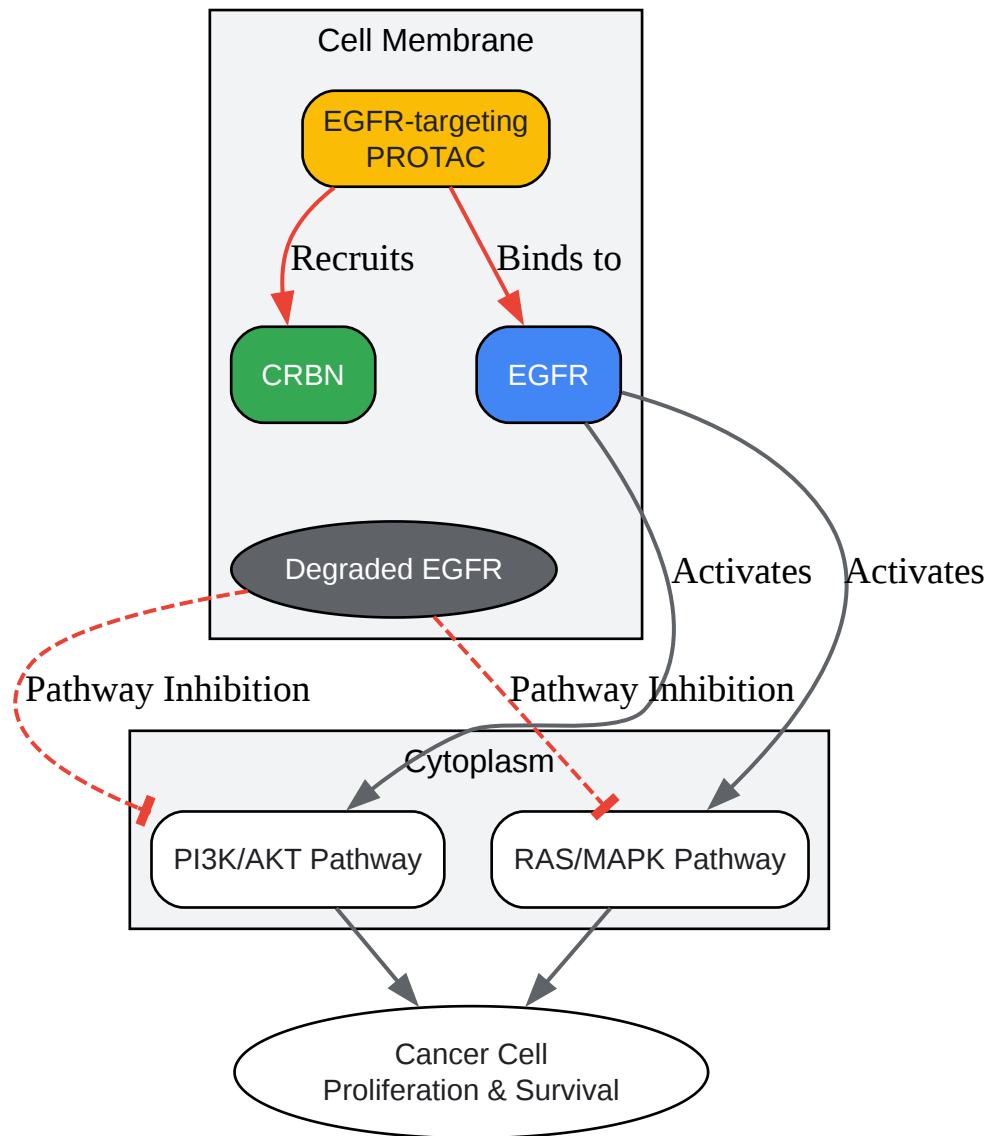 Cell Membrane
EGFR-targeting
PROTAC
Recruits
Binds to
CRBN
EGFR
Degraded EGFR
Activates
Activates
Pathway Inhibition
Pathway Inhibition
Cytoplasm
PI3K/AKT Pathway
RAS/MAPK Pathway
Cancer Cell
Proliferation & Survival